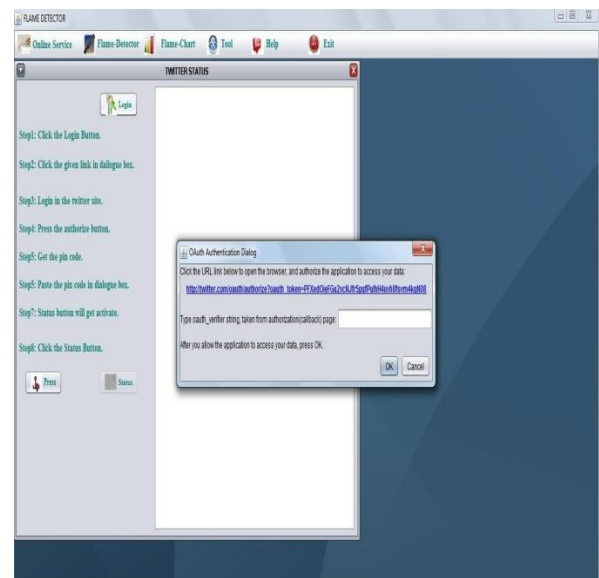 FLAME DETECTOR
Online Service Flame-Detector Flame-Chart Tool Help Exit
TWITTER STATUS
Login
Step1: Click the Login Button.
Step2: Click the given link in dailogue box.
Step3: Login in the twitter site.
Step4: Press the authorize button.
Step5: Get the pin code.
Step6: Paste the pin code in dialogue box.
Step7: Status button will get activate.
Step8: Click the Status Button.
Press Status
OAuth Authentication Dialog
Click the URL link below to open the browser, and authorize the application to access your data:
Type oauth_verifier string, taken from authorization(callback) page:
After you allow the application to access your data, press OK.
OK Cancel